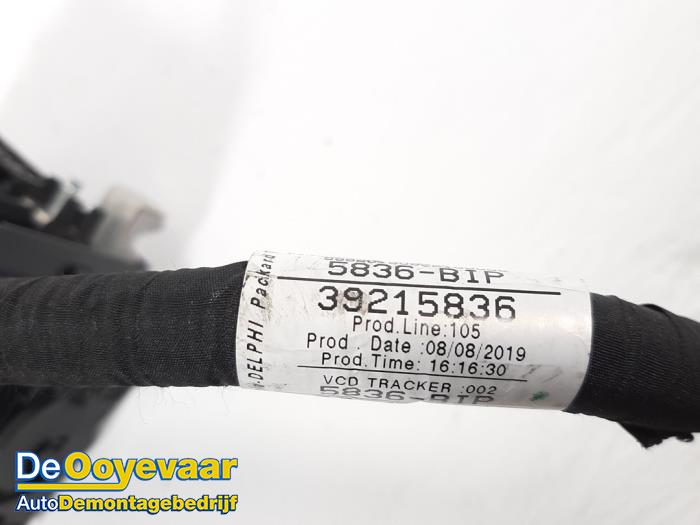 5836-BIP
39215836
Prod.Line:105
Prod . Date :08/08/2019
Prod.Time: 16:16:30
VCD TRACKER :002
5836-BIP
DELPHI Packard
De Ooyevaar
AutoDemontagebedrijf